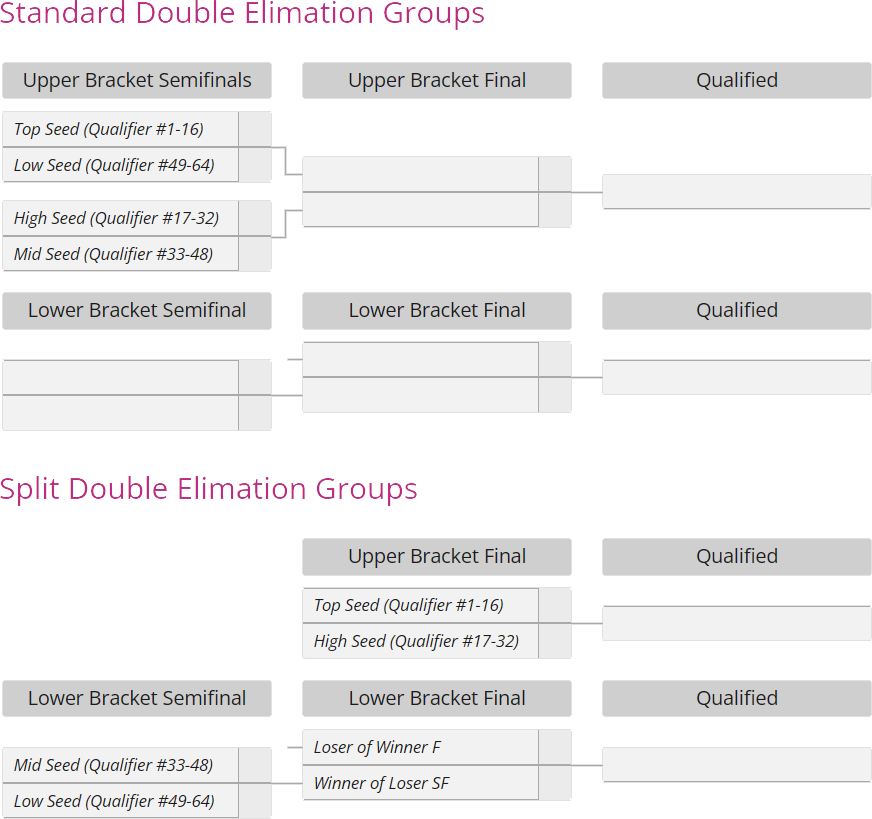 Standard Double Elimation Groups
Upper Bracket Semifinals
Upper Bracket Final
Qualified
Top Seed (Qualifier #1-16)
Low Seed (Qualifier #49-64)
High Seed (Qualifier #17-32)
Mid Seed (Qualifier #33-48)
Lower Bracket Semifinal
Lower Bracket Final
Qualified
Split Double Elimation Groups
Upper Bracket Final
Qualified
Top Seed (Qualifier #1-16)
High Seed (Qualifier #17-32)
Lower Bracket Semifinal
Lower Bracket Final
Qualified
Loser of Winner F
Mid Seed (Qualifier #33-48)
Winner of Loser SF
Low Seed (Qualifier #49-64)